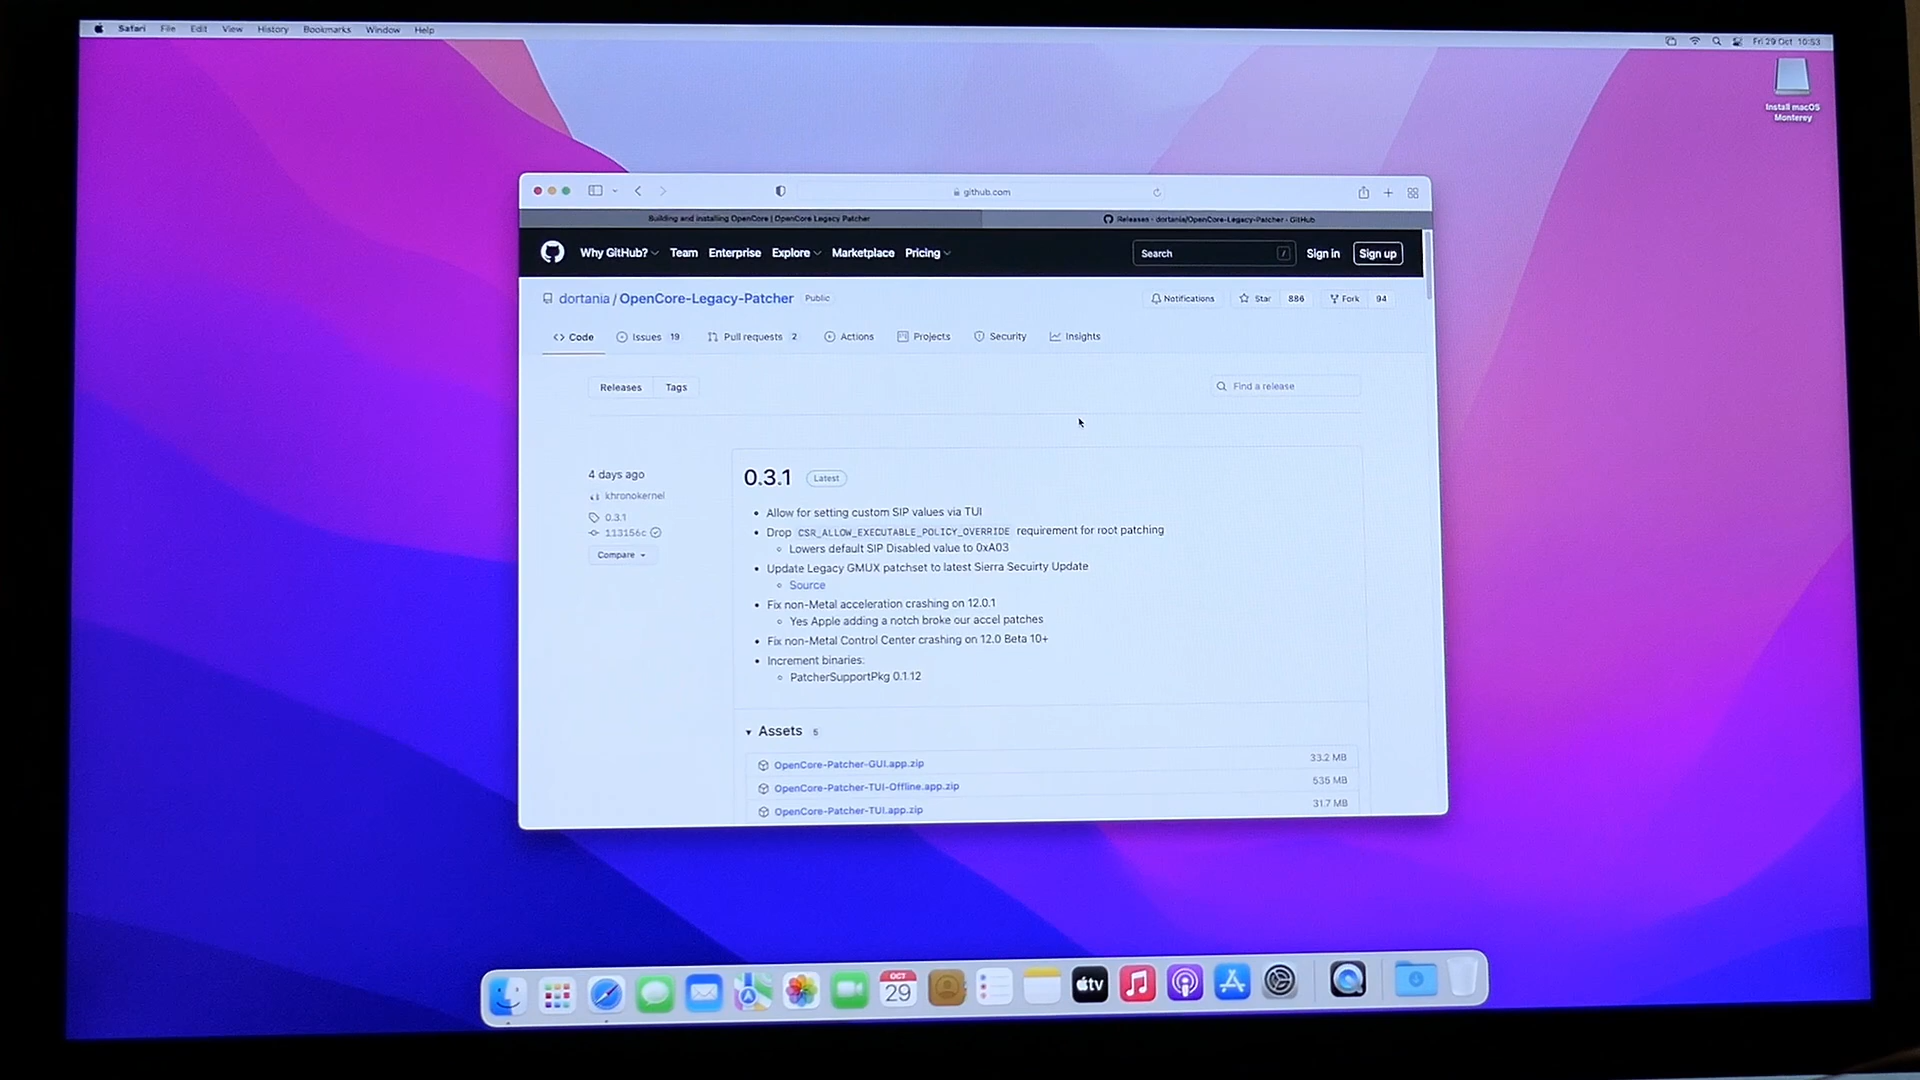 Safari File Edit View History Bookmarks Window Help
Fri 29 Oct 10:53
Install macOS
Monterey
github.com
Building and installing OpenCore | OpenCore Legacy Patcher
Releases · dortania/OpenCore-Legacy-Patcher · GitHub
Why GitHub? Team Enterprise Explore Marketplace Pricing
Search /
Sign in Sign up
dortania / OpenCore-Legacy-Patcher Public
Notifications Star 886 Fork 94
Code Issues 19 Pull requests 2 Actions Projects Security Insights
Releases Tags
Find a release
4 days ago
khronokernel
0.3.1
113156c
Compare
0.3.1 Latest
Allow for setting custom SIP values via TUI
Drop CSR_ALLOW_EXECUTABLE_POLICY_OVERRIDE requirement for root patching
Lowers default SIP Disabled value to 0xA03
Update Legacy GMUX patchset to latest Sierra Secuirty Update
Source
Fix non-Metal acceleration crashing on 12.0.1
Yes Apple adding a notch broke our accel patches
Fix non-Metal Control Center crashing on 12.0 Beta 10+
Increment binaries:
PatcherSupportPkg 0.1.12
Assets 5
OpenCore-Patcher-GUI.app.zip 33.2 MB
OpenCore-Patcher-TUI-Offline.app.zip 535 MB
OpenCore-Patcher-TUI.app.zip 31.7 MB
OCT
29
tv